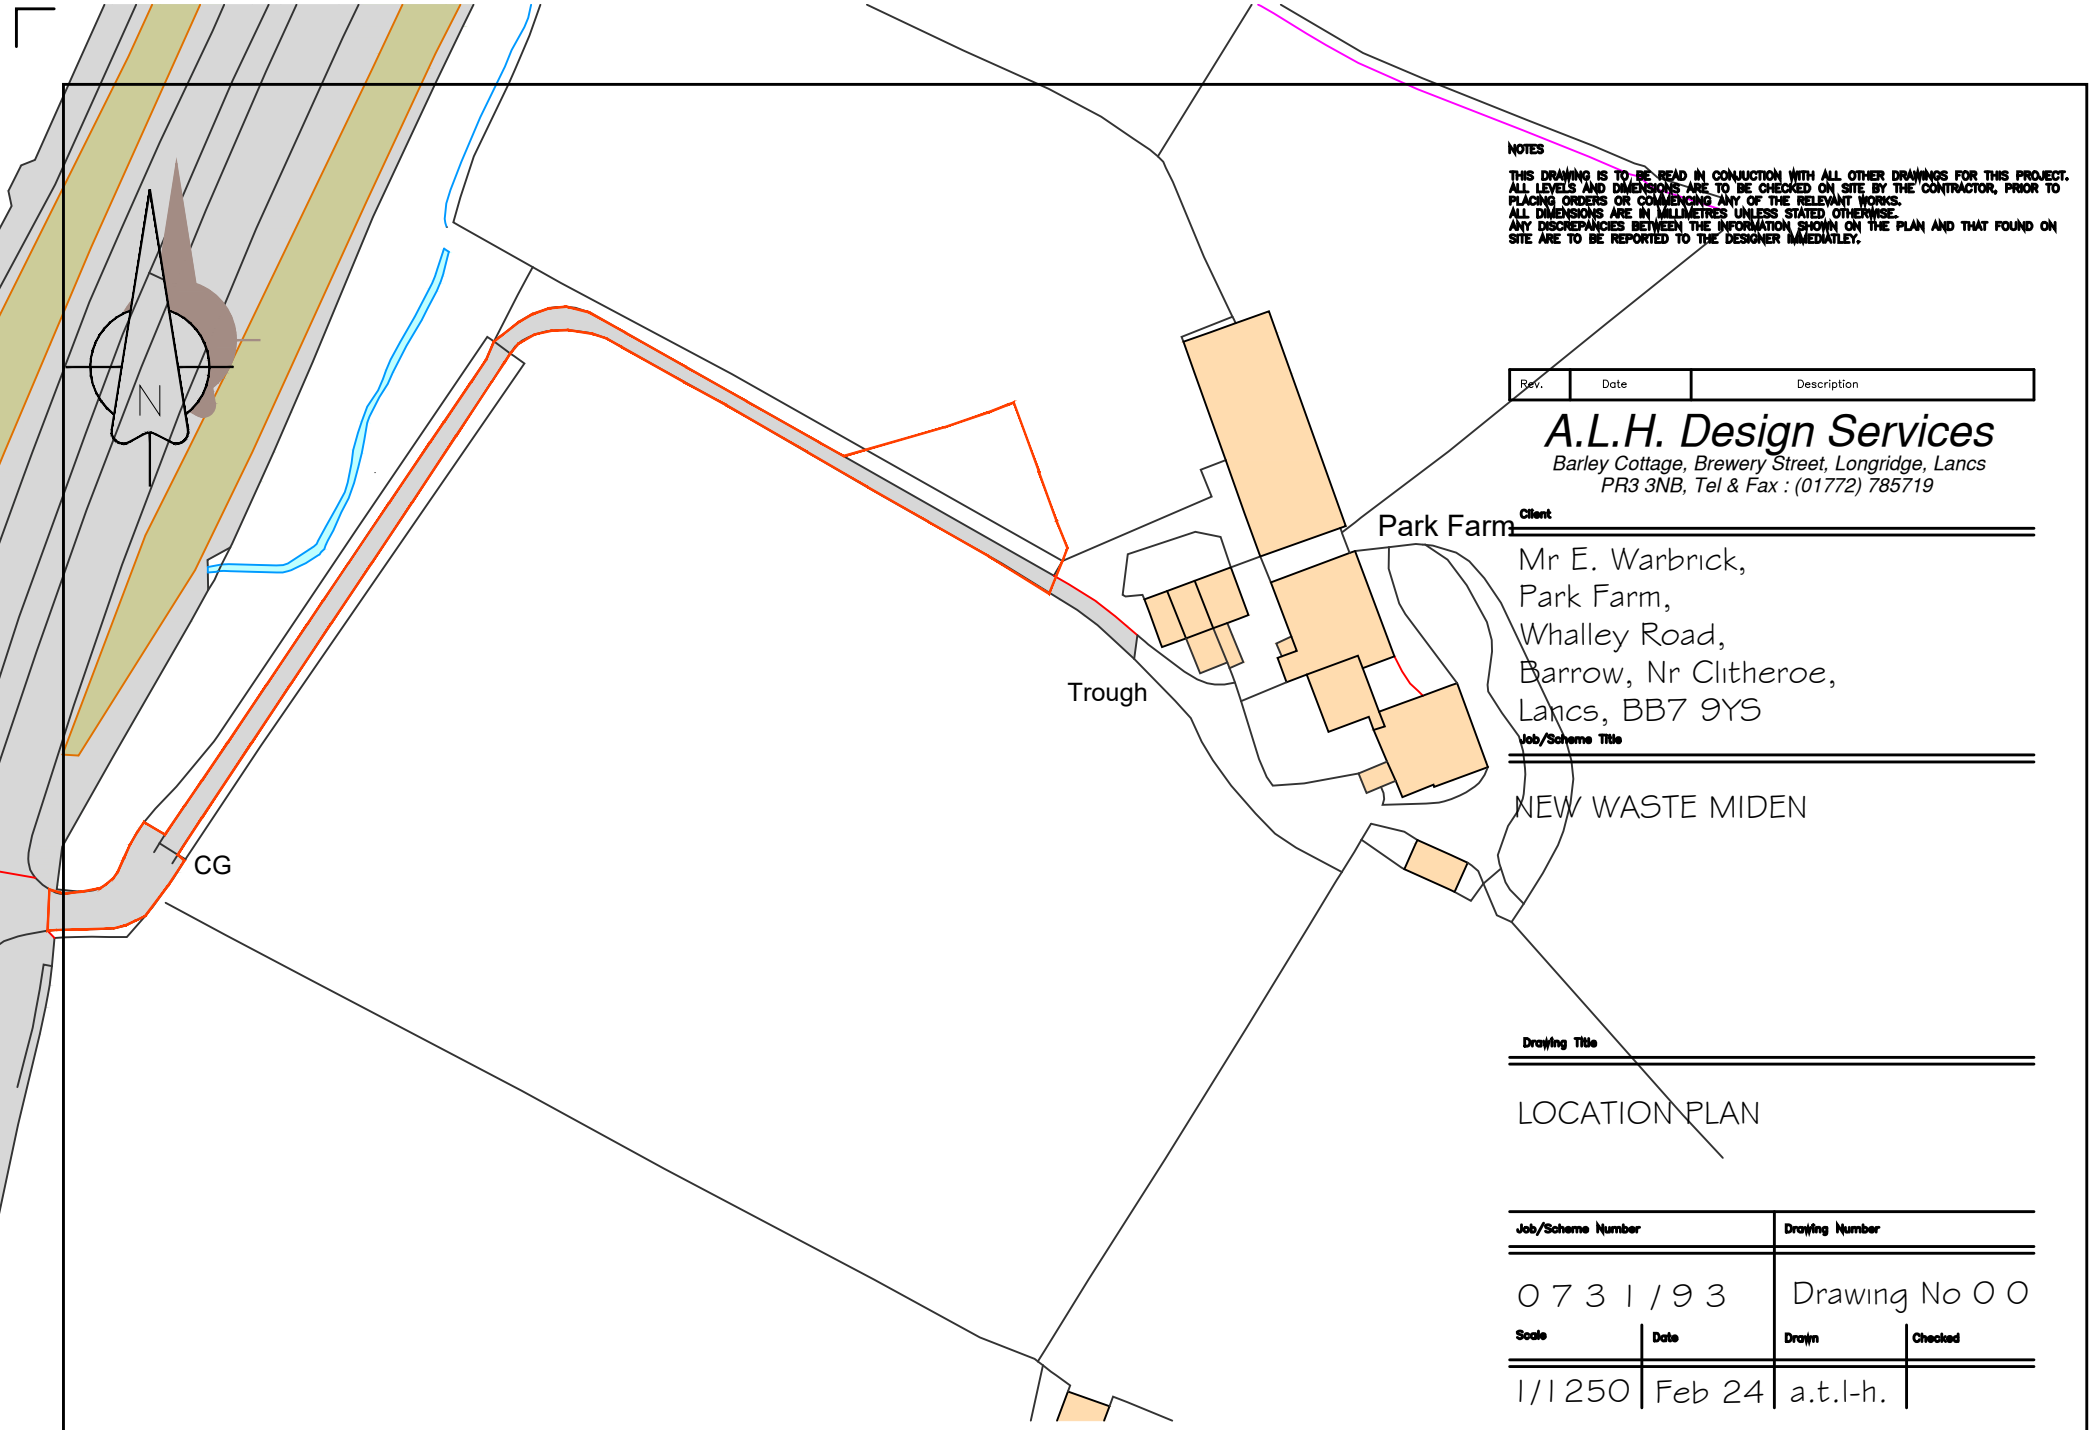 NOTES
THIS DRAWING IS TO BE READ IN CONJUCTION WITH ALL OTHER DRAWINGS FOR THIS PROJECT.
ALL LEVELS AND DIMENSIONS ARE TO BE CHECKED ON SITE BY THE CONTRACTOR, PRIOR TO
PLACING ORDERS OR COMMENCING ANY OF THE RELEVANT WORKS.
ALL DIMENSIONS ARE IN MILLIMETRES UNLESS STATED OTHERWISE.
ANY DISCREPANCIES BETWEEN THE INFORMATION SHOWN ON THE PLAN AND THAT FOUND ON
SITE ARE TO BE REPORTED TO THE DESIGNER IMMEDIATLEY.
N
Rev. Date Description
A.L.H. Design Services
Barley Cottage, Brewery Street, Longridge, Lancs
PR3 3NB, Tel & Fax : (01772) 785719
Park Farm
Trough
CG
Client
Mr E. Warbrick,
Park Farm,
Whalley Road,
Barrow, Nr Clitheroe,
Lancs, BB7 9YS
Job/Scheme Title
NEW WASTE MIDEN
Drawing Title
LOCATION PLAN
Job/Scheme Number Drawing Number
0731/93 Drawing No 00
Scale Date Drawn Checked
1/1250 Feb 24 a.t.l-h.